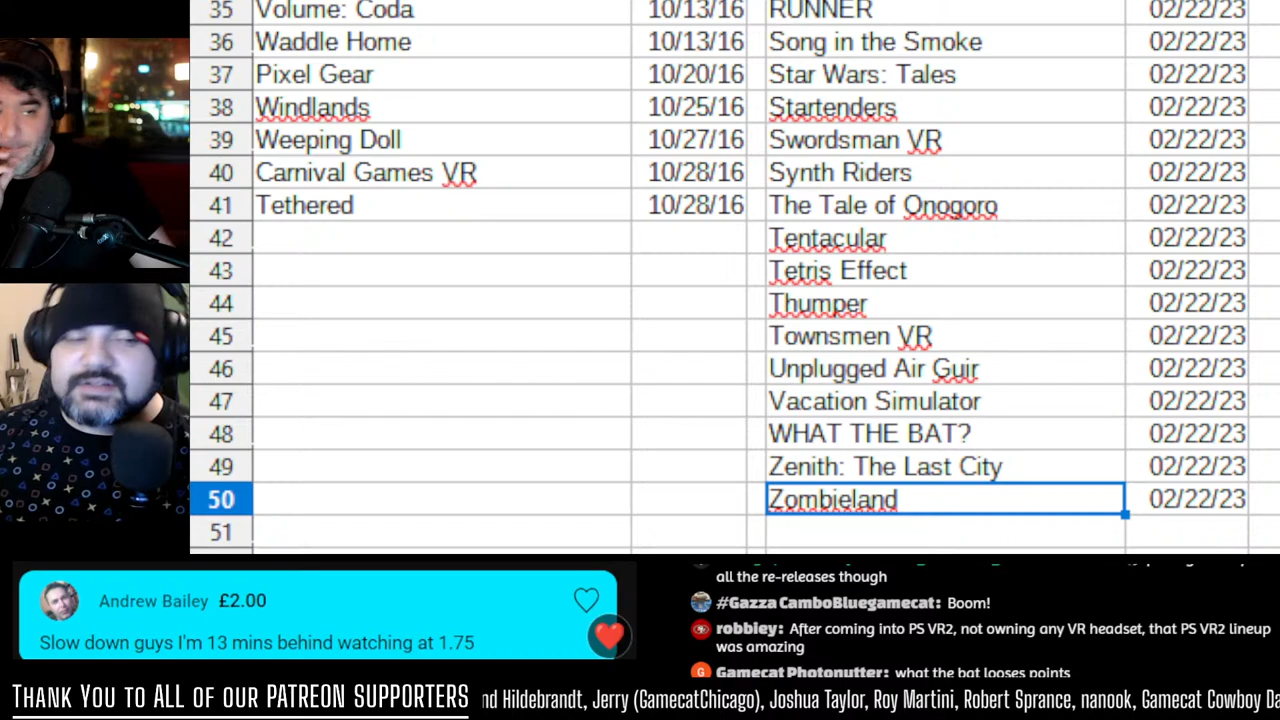 35 Volume: Coda 10/13/16 RUNNER 02/22/23
36 Waddle Home 10/13/16 Song in the Smoke 02/22/23
37 Pixel Gear 10/20/16 Star Wars: Tales 02/22/23
38 Windlands 10/25/16 Startenders 02/22/23
39 Weeping Doll 10/27/16 Swordsman VR 02/22/23
40 Carnival Games VR 10/28/16 Synth Riders 02/22/23
41 Tethered 10/28/16 The Tale of Onogoro 02/22/23
42 Tentacular 02/22/23
43 Tetris Effect 02/22/23
44 Thumper 02/22/23
45 Townsmen VR 02/22/23
46 Unplugged Air Guir 02/22/23
47 Vacation Simulator 02/22/23
48 WHAT THE BAT? 02/22/23
49 Zenith: The Last City 02/22/23
50 Zombieland 02/22/23
51
Andrew Bailey £2.00
Slow down guys I'm 13 mins behind watching at 1.75
all the re-releases though
#Gazza CamboBluegamecat: Boom!
robbiey: After coming into PS VR2, not owning any VR headset, that PS VR2 lineup
was amazing
G Gamecat Photonutter: what the bat looses points
THANK YOU TO ALL OF OUR PATREON SUPPORTERS
nd Hildebrandt, Jerry (GamecatChicago), Joshua Taylor, Roy Martini, Robert Sprance, nanook, Gamecat Cowboy Da